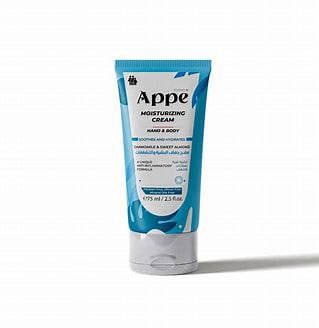 Appe
MOISTURIZING
CREAM
HAND & BODY
SOOTHES AND HYDRATES
CHAMOMILE & SWEET ALMOND
A UNIQUE
ANTI-INFLAMMATORY
FORMULA
℮75 ml / 2.5 fl.oz